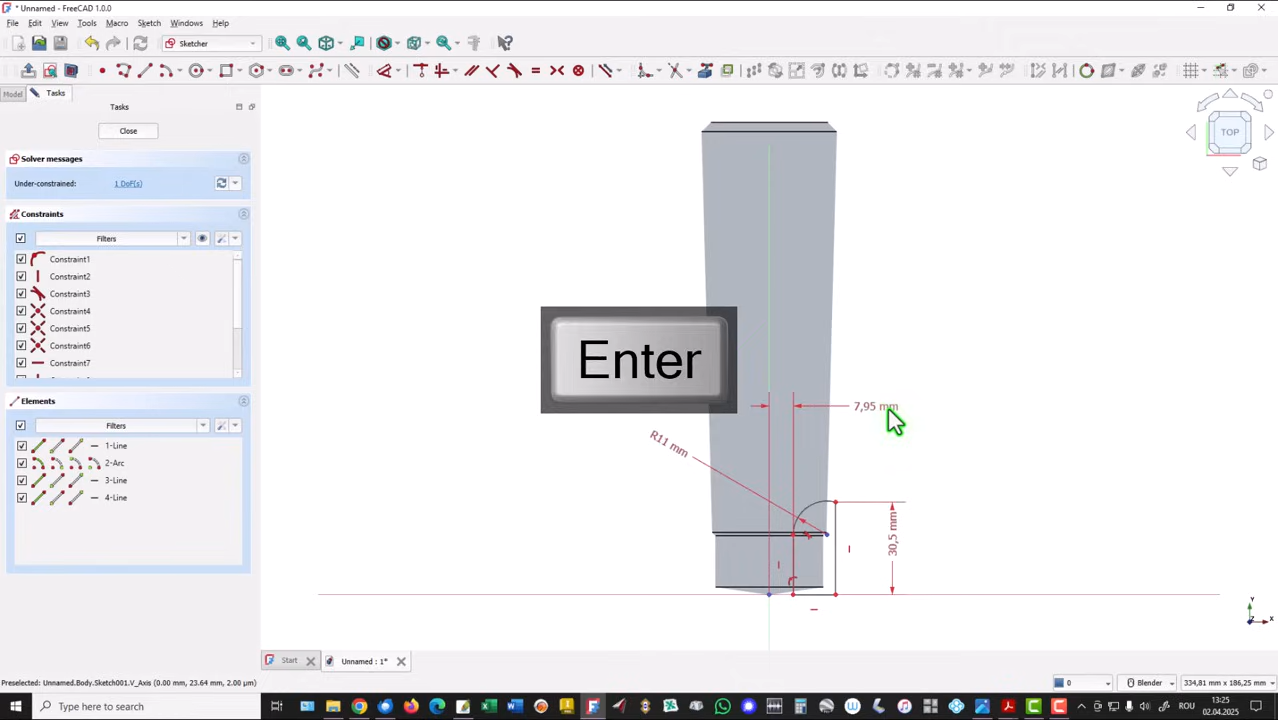 * Unnamed - FreeCAD 1.0.0
File Edit View Tools Macro Sketch Windows Help
Sketcher
Model Tasks
Tasks
Close
Solver messages
Under-constrained: 1 DoF(s)
Constraints
Filters
Constraint1
Constraint2
Constraint3
Constraint4
Constraint5
Constraint6
Constraint7
Elements
Filters
1-Line
2-Arc
3-Line
4-Line
TOP
Enter
7,95 mm
R11 mm
30,5 mm
Y
Z
X
Start
Unnamed : 1*
Preselected: Unnamed.Body.Sketch001.V_Axis (0.00 mm, 23.64 mm, 2.00 µm)
0
Blender
334,81 mm x 186,25 mm
Type here to search
ROU
13:25
02.04.2025